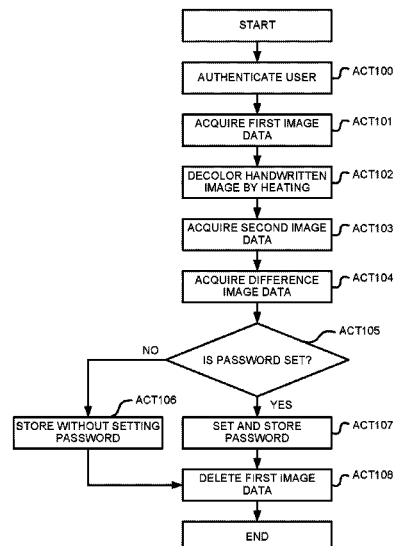 START
AUTHENTICATE USER
ACT100
ACQUIRE FIRST IMAGE
DATA
ACT101
DECOLOR HANDWRITTEN
IMAGE BY HEATING
ACT102
ACQUIRE SECOND IMAGE
DATA
ACT103
ACQUIRE DIFFERENCE
IMAGE DATA
ACT104
IS PASSWORD SET?
ACT105
NO
YES
ACT106
STORE WITHOUT SETTING
PASSWORD
SET AND STORE
PASSWORD
ACT107
DELETE FIRST IMAGE
DATA
ACT108
END